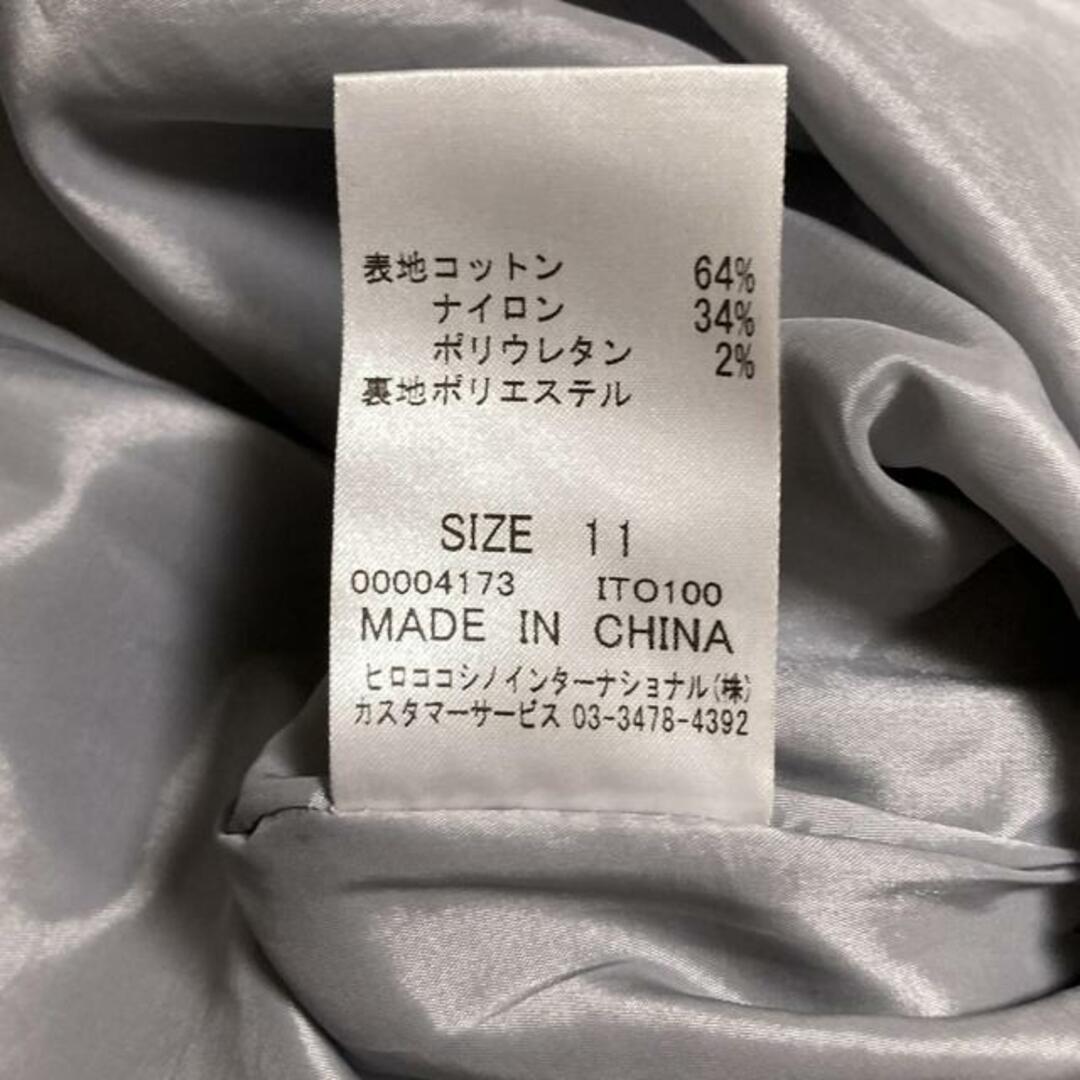 表地コットン 64%
ナイロン 34%
ポリウレタン 2%
裏地ポリエステル
SIZE 11
00004173 ITO100
MADE IN CHINA
ヒロココシノインターナショナル(株)
カスタマーサービス 03-3478-4392